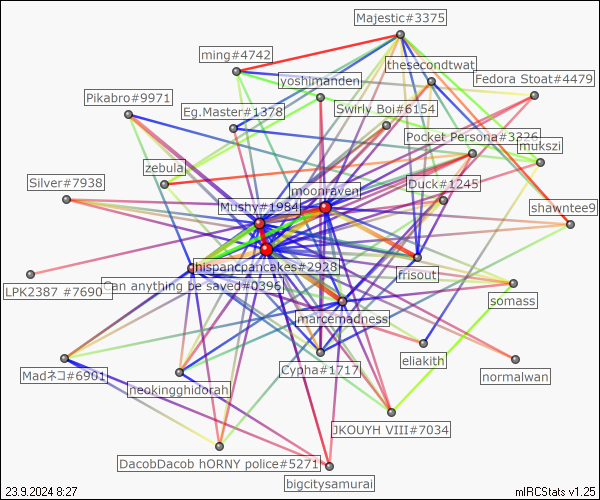 Majestic#3375
ming#4742
thesecondtwat
yoshimanden
Fedora Stoat#4479
Pikabro#9971
Eg.Master#1378
Swirly Boi#6154
Pocket Persona#3226
mukszi
zebula
Silver#7938
moonraven
Duck#1245
Mushy#1984
shawntee9
hispancpancakes#2928
frisout
LPK2387 #7690
Can anything be saved#0396
somass
marcemadness
eliakith
Madネコ#6901
Cypha#1717
normalwan
neokingghidorah
JKOUYH VIII#7034
DacobDacob hORNY police#5271
bigcitysamurai
23.9.2024 8:27
mIRCStats v1.25